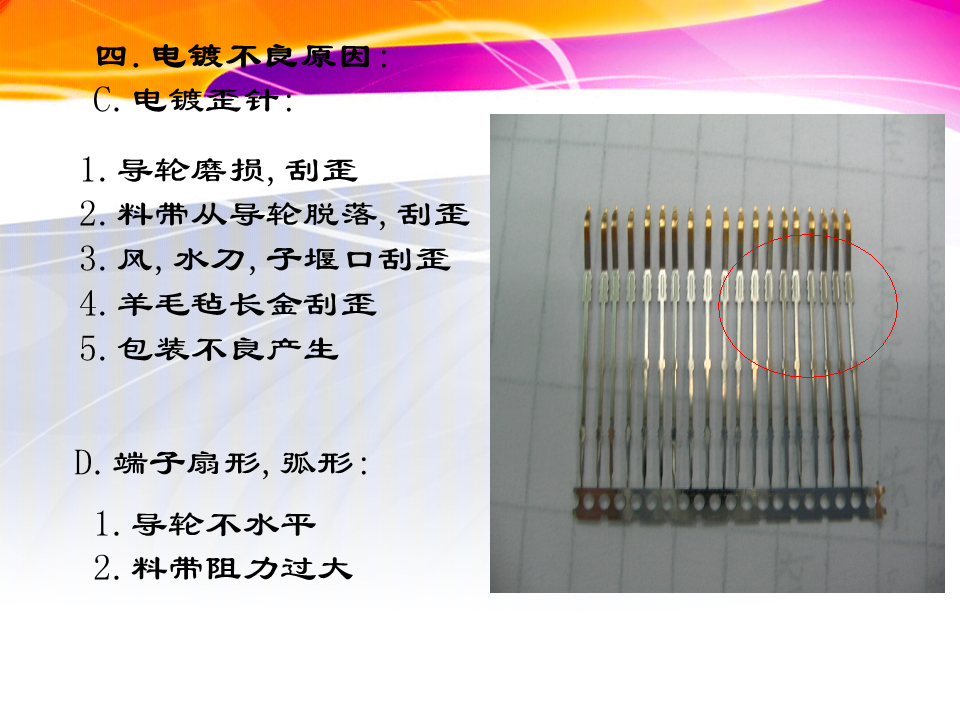 四.电镀不良原因:
C.电镀歪针:
1.导轮磨损,刮歪
2.料带从导轮脱落,刮歪
3.风,水刀,子堰口刮歪
4.羊毛毡长金刮歪
5.包装不良产生
D.端子扇形,弧形:
1.导轮不水平
2.料带阻力过大